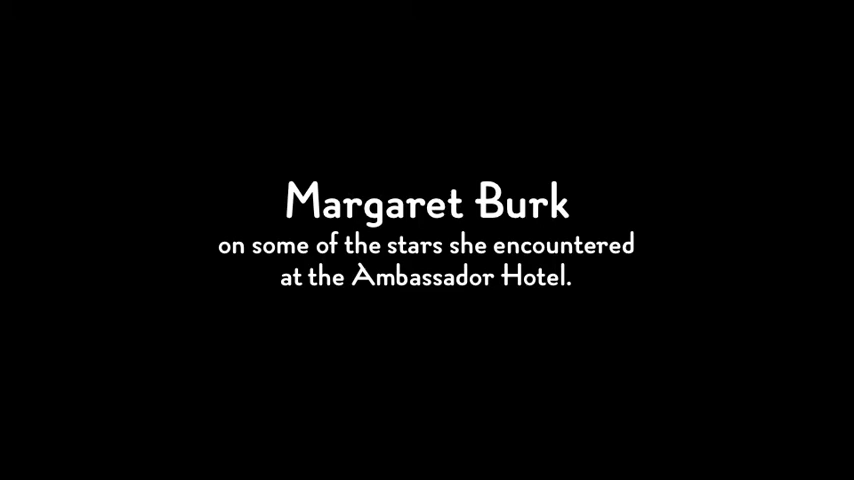 Margaret Burk
on some of the stars she encountered
at the Ambassador Hotel.